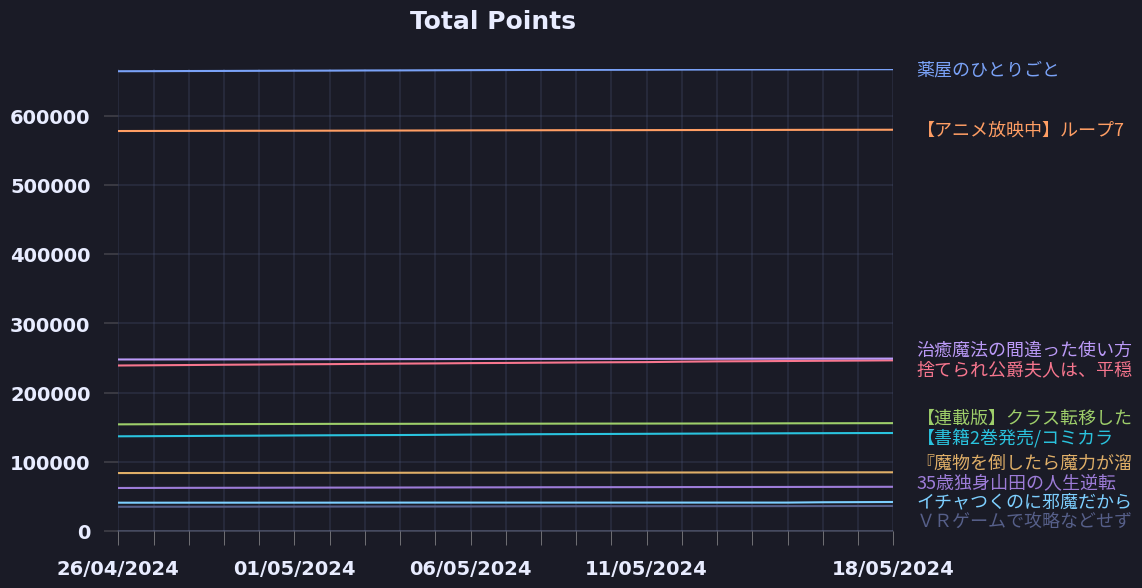 Total Points
薬屋のひとりごと
600000
【アニメ放映中】ループ7
500000
400000
300000
治癒魔法の間違った使い方
捨てられ公爵夫人は、平穏
200000
【連載版】クラス転移した
【書籍2巻発売/コミカラ
100000
『魔物を倒したら魔力が溜
35歳独身山田の人生逆転
イチャつくのに邪魔だから
ＶＲゲームで攻略などせず
0
26/04/2024 01/05/2024 06/05/2024 11/05/2024 18/05/2024